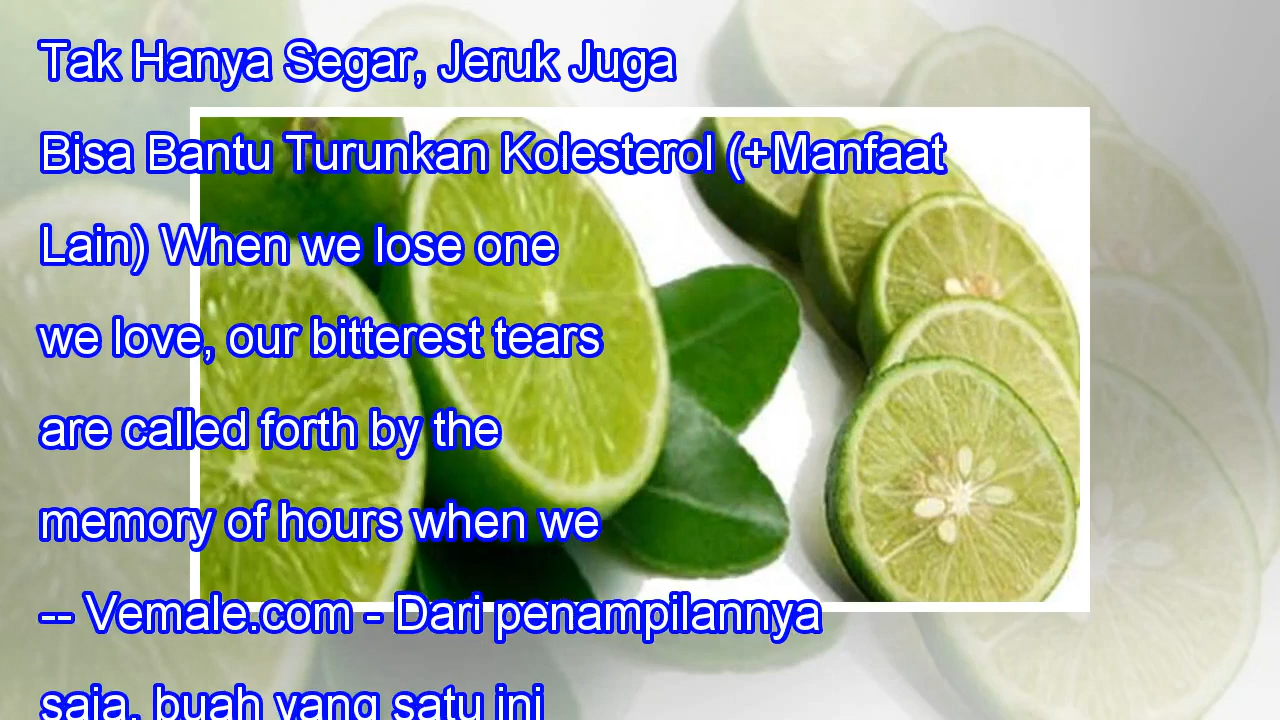 Tak Hanya Segar, Jeruk Juga
Bisa Bantu Turunkan Kolesterol (+Manfaat
Lain) When we lose one
we love, our bitterest tears
are called forth by the
memory of hours when we
-- Vemale.com - Dari penampilannya
saja, buah yang satu ini